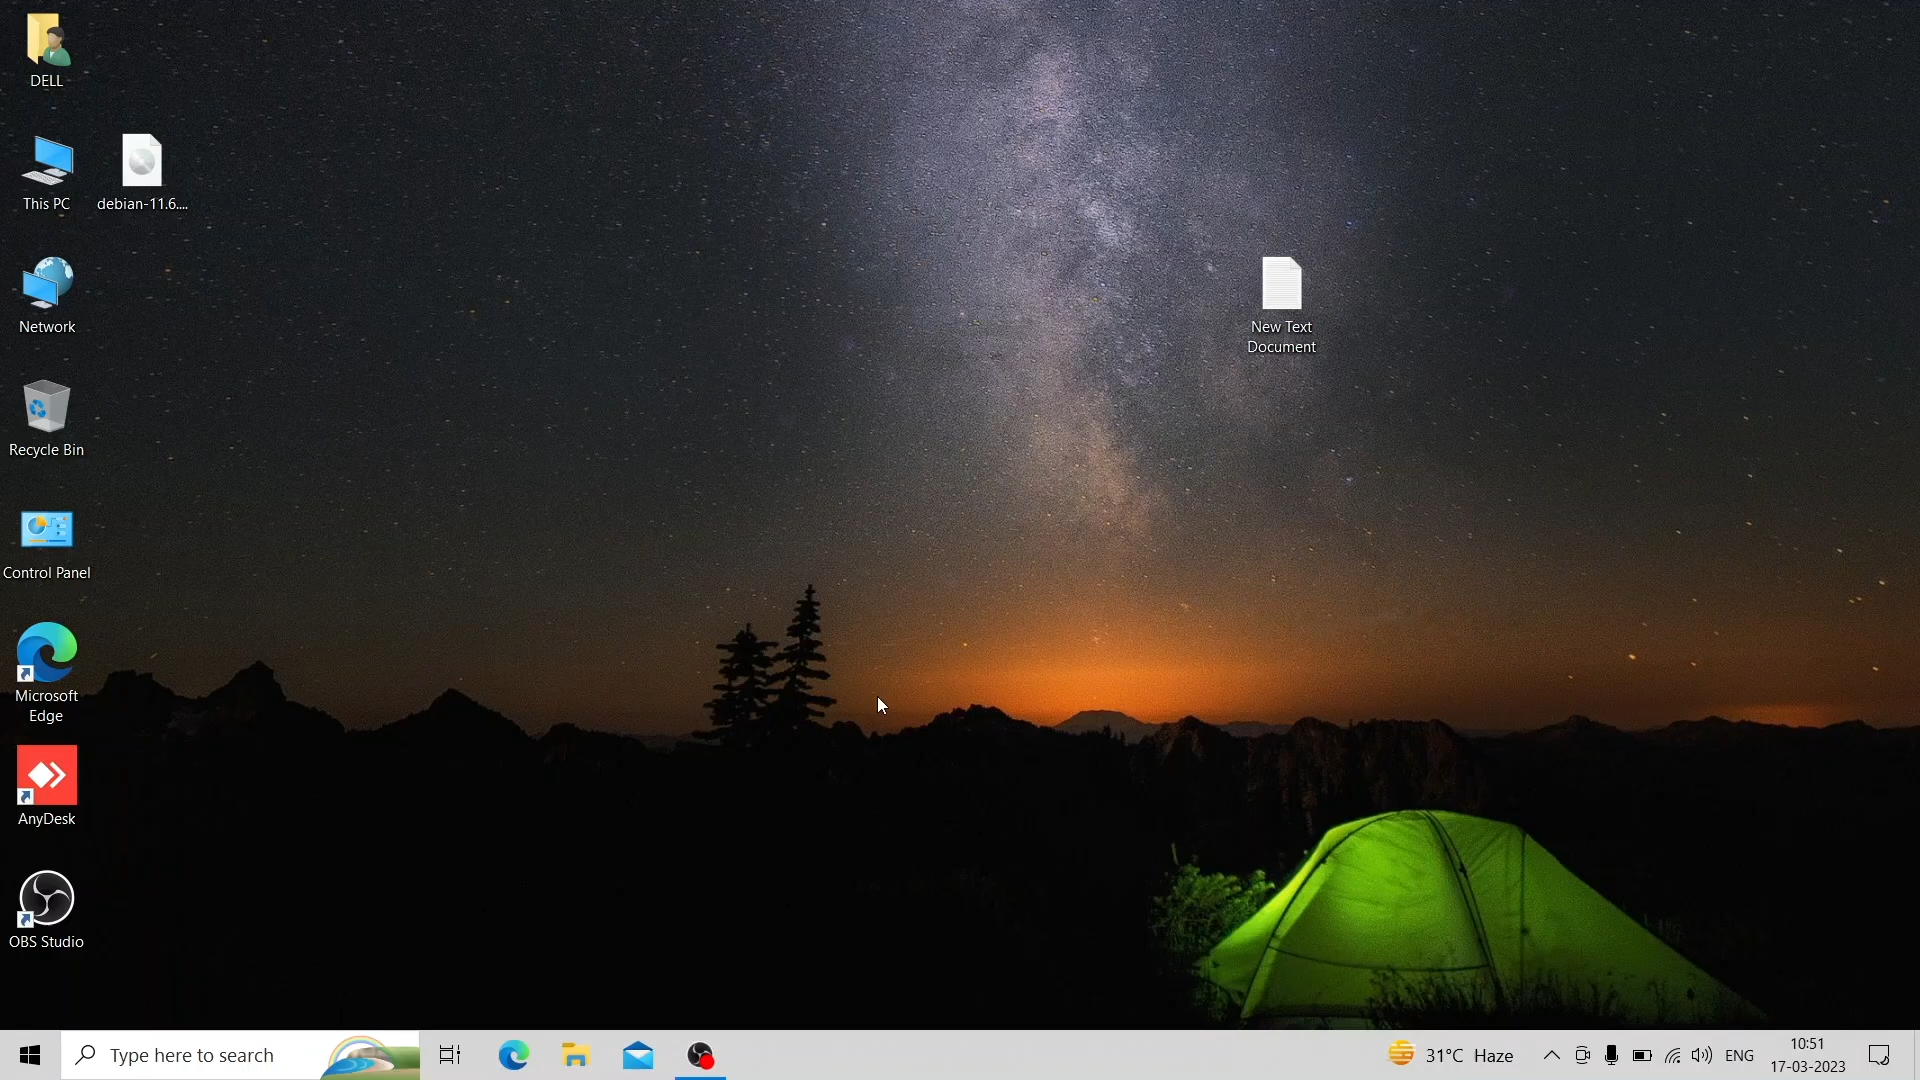 DELL
This PC
debian-11.6....
Network
New Text
Document
Recycle Bin
Control Panel
Microsoft
Edge
AnyDesk
OBS Studio
Type here to search
31°C Haze
ENG
10:51
17-03-2023